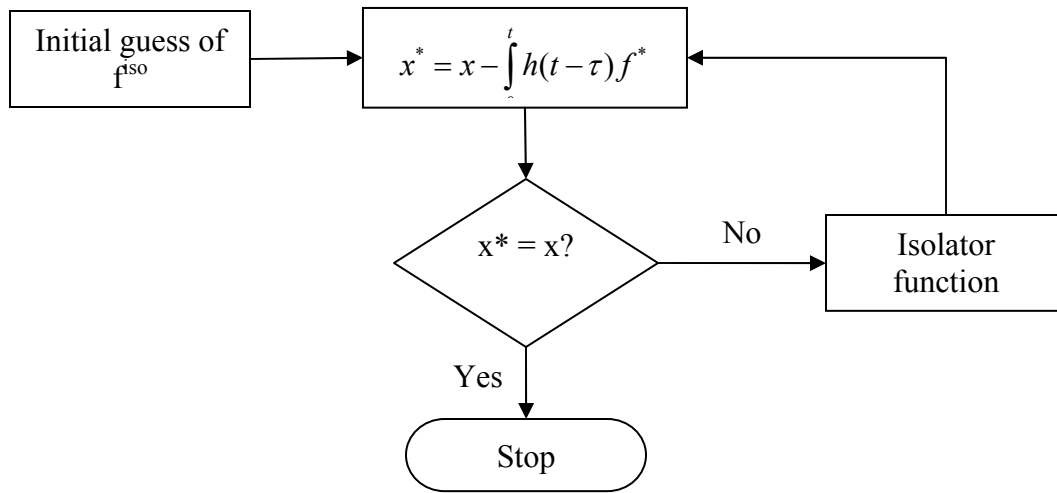 Initial guess of
f^iso
x^* = x - ∫^t h(t - τ) f^*
x* = x?
No
Isolator
function
Yes
Stop